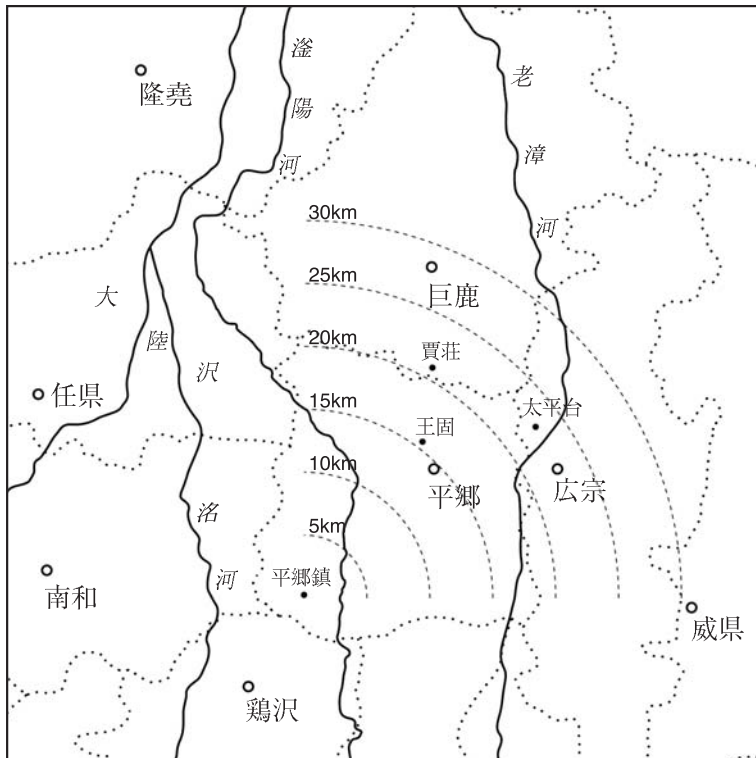 隆堯
滏陽河
老漳河
30km
25km
巨鹿
大陸沢
20km
賈荘
任県
15km
太平台
王固
10km
平郷
広宗
洺河
5km
南和
平郷鎮
威県
鶏沢